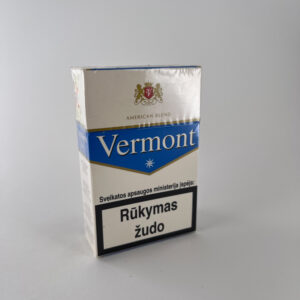 AMERICAN BLEND
Vermont
Sveikatos apsaugos ministerija įspėja:
Rūkymas
žudo